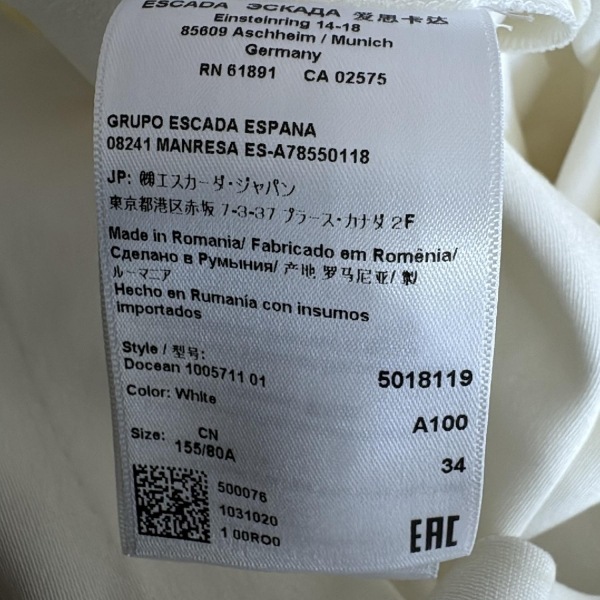 ESCADA ЭСКАДА 爱思卡达
Einsteinring 14-18
85609 Aschheim / Munich
Germany
RN 61891 CA 02575
GRUPO ESCADA ESPANA
08241 MANRESA ES-A78550118
JP: ㈱エスカーダ・ジャパン
東京都港区赤坂 7-3-37 プラース・カナダ 2F
Made in Romania/ Fabricado em Romênia/
Сделано в Румыния/ 产地 罗马尼亚/ 製
ルーマニア
Hecho en Rumania con insumos
importados
Style / 型号:
Docean 1005711 01 5018119
Color: White A100
Size: CN
155/80A 34
500076
1031020
1 00RO0
EAC